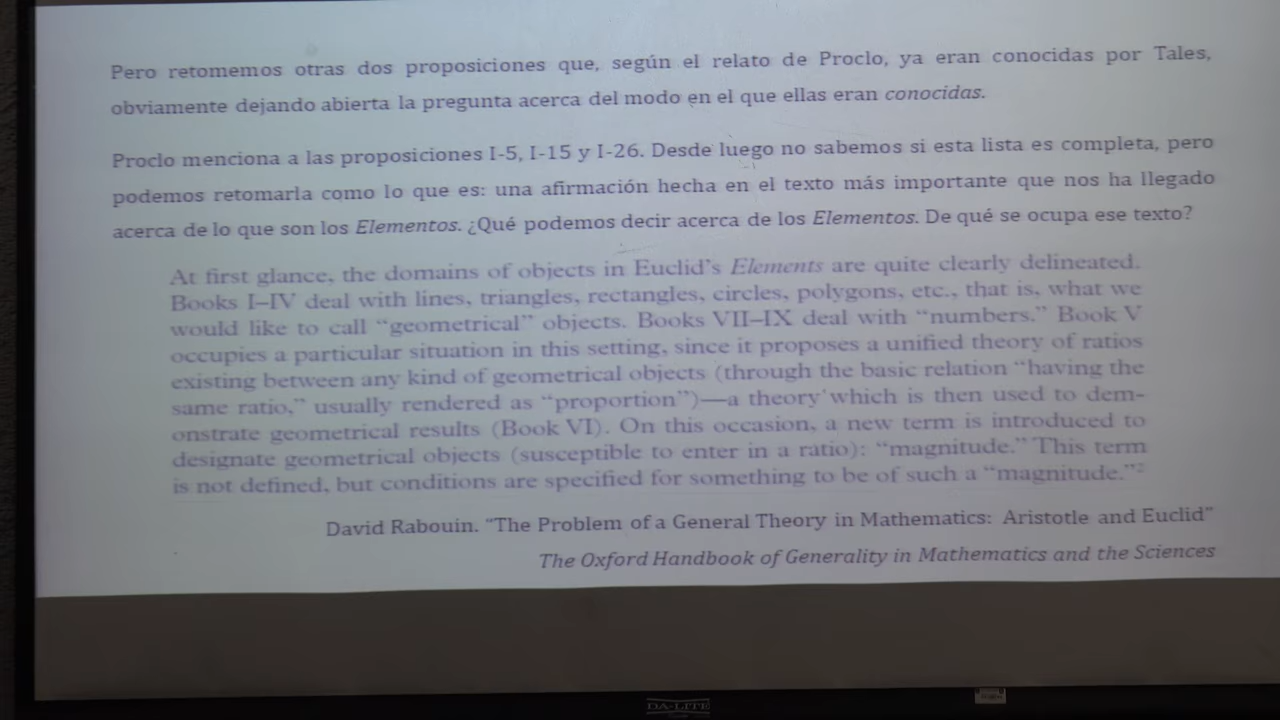 Pero retomemos otras dos proposiciones que, según el relato de Proclo, ya eran conocidas por Tales,
obviamente dejando abierta la pregunta acerca del modo en el que ellas eran conocidas.
Proclo menciona a las proposiciones I-5, I-15 y I-26. Desde luego no sabemos si esta lista es completa, pero
podemos retomarla como lo que es: una afirmación hecha en el texto más importante que nos ha llegado
acerca de lo que son los Elementos. ¿Qué podemos decir acerca de los Elementos. De qué se ocupa ese texto?
At first glance, the domains of objects in Euclid's Elements are quite clearly delineated.
Books I–IV deal with lines, triangles, rectangles, circles, polygons, etc., that is, what we
would like to call "geometrical" objects. Books VII–IX deal with "numbers." Book V
occupies a particular situation in this setting, since it proposes a unified theory of ratios
existing between any kind of geometrical objects (through the basic relation "having the
same ratio," usually rendered as "proportion")—a theory which is then used to dem-
onstrate geometrical results (Book VI). On this occasion, a new term is introduced to
designate geometrical objects (susceptible to enter in a ratio): "magnitude." This term
is not defined, but conditions are specified for something to be of such a "magnitude."²
David Rabouin. "The Problem of a General Theory in Mathematics: Aristotle and Euclid"
The Oxford Handbook of Generality in Mathematics and the Sciences
DA-LITE